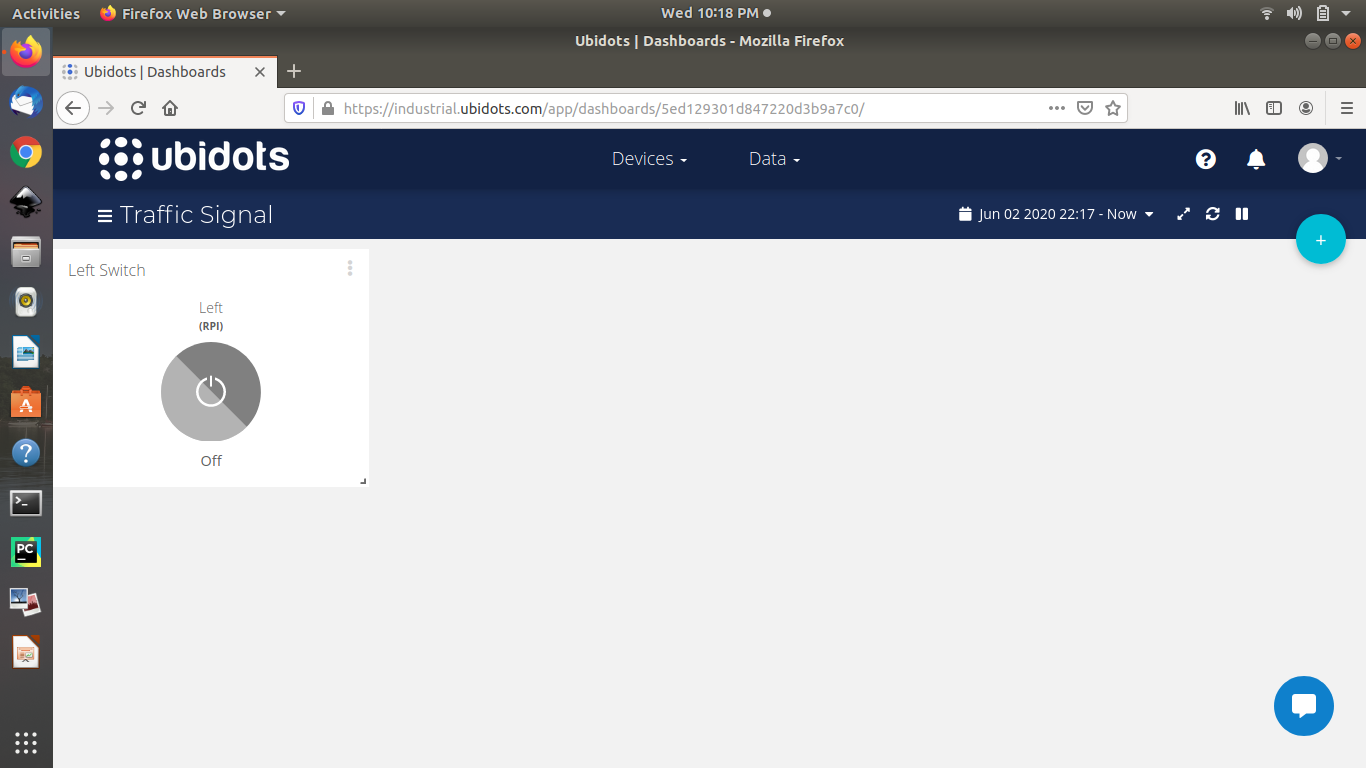 Activities
Firefox Web Browser
Wed 10:18 PM
Ubidots | Dashboards - Mozilla Firefox
Ubidots | Dashboards
https://industrial.ubidots.com/app/dashboards/5ed129301d847220d3b9a7c0/
ubidots
Devices
Data
Traffic Signal
Jun 02 2020 22:17 - Now
+
Left Switch
Left
(RPI)
Off
PC